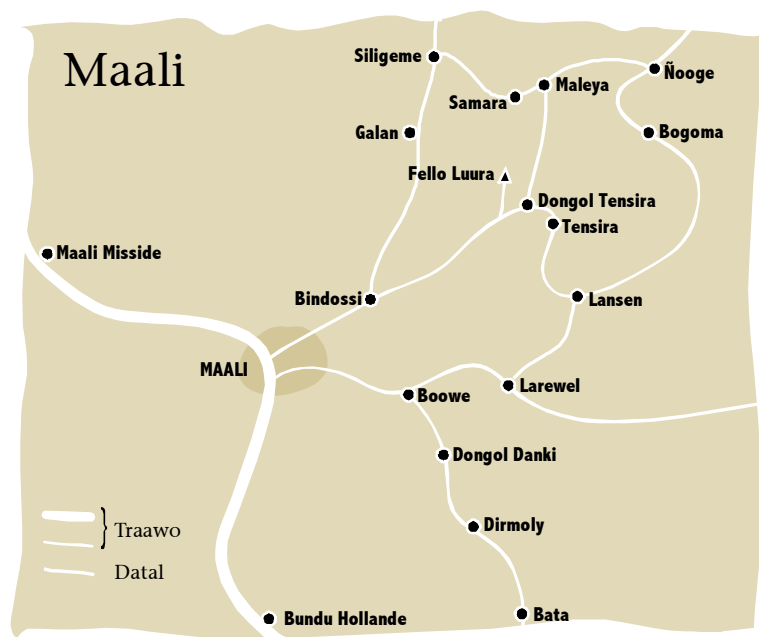 Maali
Siligeme
Maleya
Ñooge
Samara
Galan
Bogoma
Fello Luura
Dongol Tensira
Tensira
Maali Misside
Bindossi
Lansen
MAALI
Larewel
Boowe
Dongol Danki
Dirmoly
Traawo
Datal
Bundu Hollande
Bata